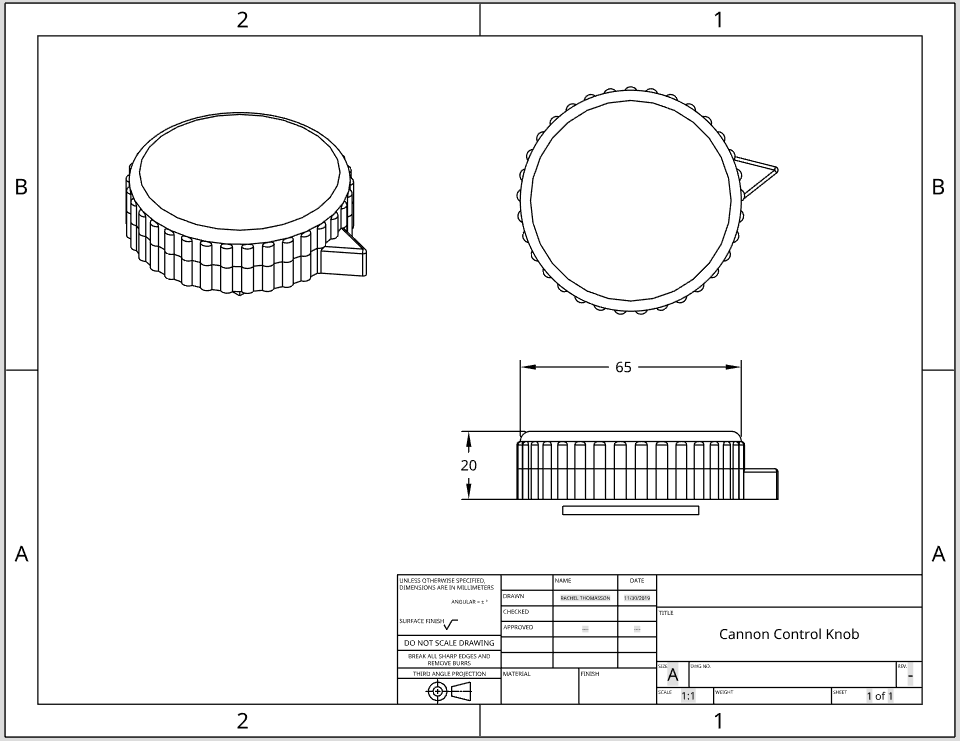 2 1
B B
65
20
A A
UNLESS OTHERWISE SPECIFIED,
DIMENSIONS ARE IN MILLIMETERS
ANGULAR = ± °
SURFACE FINISH
DO NOT SCALE DRAWING
BREAK ALL SHARP EDGES AND
REMOVE BURRS
THIRD ANGLE PROJECTION
NAME DATE
DRAWN RACHEL THOMASSON 11/30/2019
CHECKED
APPROVED
MATERIAL FINISH
TITLE
Cannon Control Knob
SIZE A DWG NO. REV. -
SCALE 1:1 WEIGHT SHEET 1 of 1
2 1